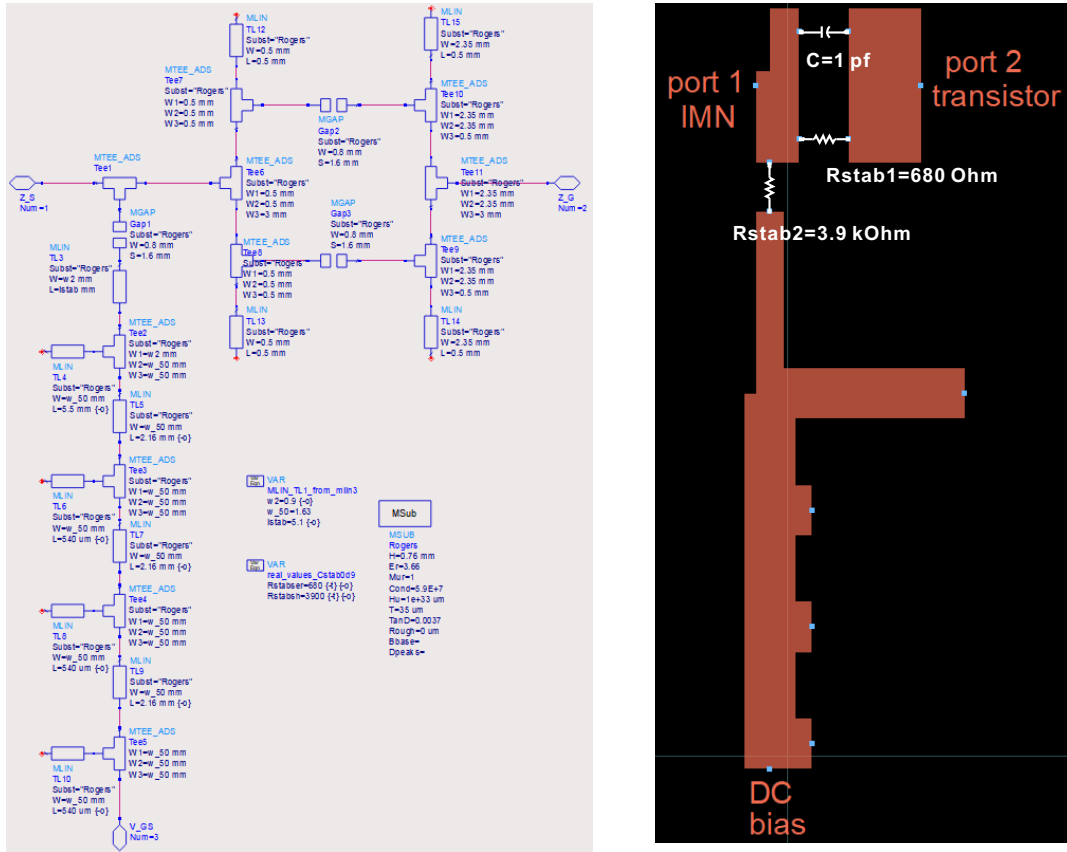 MLIN
TL12
Subst="Rogers"
W=0.5 mm
L=0.5 mm
MLIN
TL15
Subst="Rogers"
W=2.35 mm
L=0.5 mm
MTEE_ADS
Tee7
Subst="Rogers"
W1=0.5 mm
W2=0.5 mm
W3=0.5 mm
MGAP
Gap2
Subst="Rogers"
W=0.8 mm
S=1.6 mm
MTEE_ADS
Tee10
Subst="Rogers"
W1=2.35 mm
W2=2.35 mm
W3=0.5 mm
MTEE_ADS
Tee1
Z_S
Num=1
MTEE_ADS
Tee6
Subst="Rogers"
W1=0.5 mm
W2=0.5 mm
W3=3 mm
MTEE_ADS
Tee11
Subst="Rogers"
W1=2.35 mm
W2=2.35 mm
W3=3 mm
Z_G
Num=2
MGAP
Gap1
Subst="Rogers"
W=0.8 mm
S=1.6 mm
MGAP
Gap3
Subst="Rogers"
W=0.8 mm
S=1.6 mm
MLIN
TL3
Subst="Rogers"
W=w2 mm
L=lstab mm
MTEE_ADS
Tee8
Subst="Rogers"
W1=0.5 mm
W2=0.5 mm
W3=0.5 mm
MTEE_ADS
Tee9
Subst="Rogers"
W1=2.35 mm
W2=2.35 mm
W3=0.5 mm
MLIN
TL13
Subst="Rogers"
W=0.5 mm
L=0.5 mm
MLIN
TL14
Subst="Rogers"
W=2.35 mm
L=0.5 mm
MTEE_ADS
Tee2
Subst="Rogers"
W1=w2 mm
W2=w_50 mm
W3=w_50 mm
MLIN
TL4
Subst="Rogers"
W=w_50 mm
L=5.5 mm {-o}
MLIN
TL5
Subst="Rogers"
W=w_50 mm
L=2.16 mm {-o}
MTEE_ADS
Tee3
Subst="Rogers"
W1=w_50 mm
W2=w_50 mm
W3=w_50 mm
MLIN
TL6
Subst="Rogers"
W=w_50 mm
L=540 um {-o}
MLIN
TL7
Subst="Rogers"
W=w_50 mm
L=2.16 mm {-o}
MTEE_ADS
Tee4
Subst="Rogers"
W1=w_50 mm
W2=w_50 mm
W3=w_50 mm
MLIN
TL8
Subst="Rogers"
W=w_50 mm
L=540 um {-o}
MLIN
TL9
Subst="Rogers"
W=w_50 mm
L=2.16 mm {-o}
MTEE_ADS
Tee5
Subst="Rogers"
W1=w_50 mm
W2=w_50 mm
W3=w_50 mm
MLIN
TL10
Subst="Rogers"
W=w_50 mm
L=540 um {-o}
V_GS
Num=3
VAR
MLIN_TL1_from_mlin3
w2=0.9 {-o}
w_50=1.63
lstab=5.1 {-o}
VAR
real_values_Cstab0d9
Rstabser=680 {-t} {-o}
Rstabsh=3900 {-t} {-o}
MSub
MSUB
Rogers
H=0.76 mm
Er=3.66
Mur=1
Cond=5.9E+7
Hu=1e+33 um
T=35 um
TanD=0.0037
Rough=0 um
Bbase=
Dpeaks=
C=1 pf
port 1
IMN
port 2
transistor
Rstab1=680 Ohm
Rstab2=3.9 kOhm
DC
bias